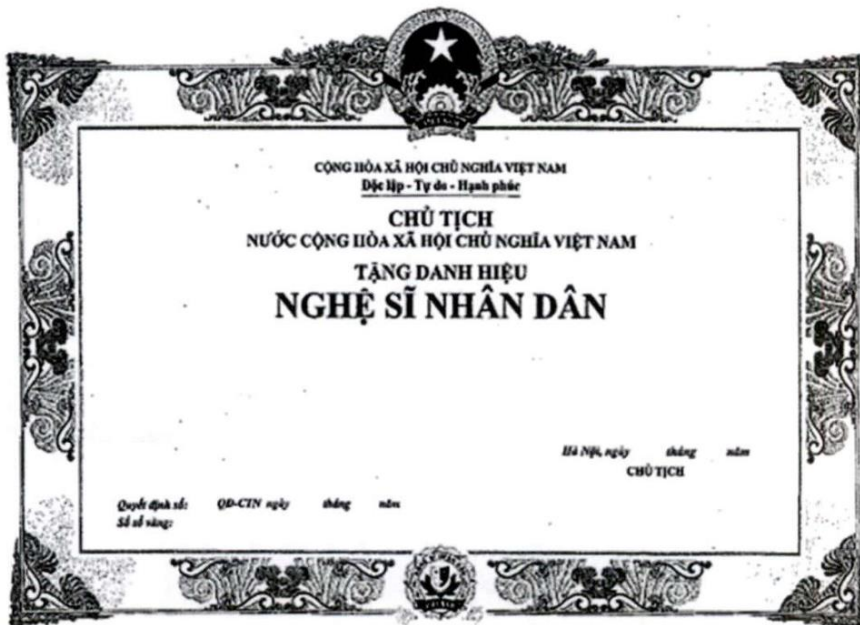 CỘNG HÒA XÃ HỘI CHỦ NGHĨA VIỆT NAM
Độc lập - Tự do - Hạnh phúc
CHỦ TỊCH
NƯỚC CỘNG HÒA XÃ HỘI CHỦ NGHĨA VIỆT NAM
TẶNG DANH HIỆU
NGHỆ SĨ NHÂN DÂN
Hà Nội, ngày tháng năm
CHỦ TỊCH
Quyết định số: QĐ-CTN ngày tháng năm
Số sổ vàng: